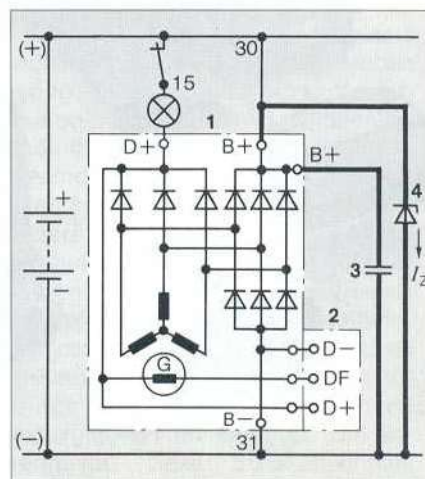 (+) 30
15
1
D+ B+
B+
4
+
3
I_Z
−
2
G
D−
DF
D+
B−
(−) 31